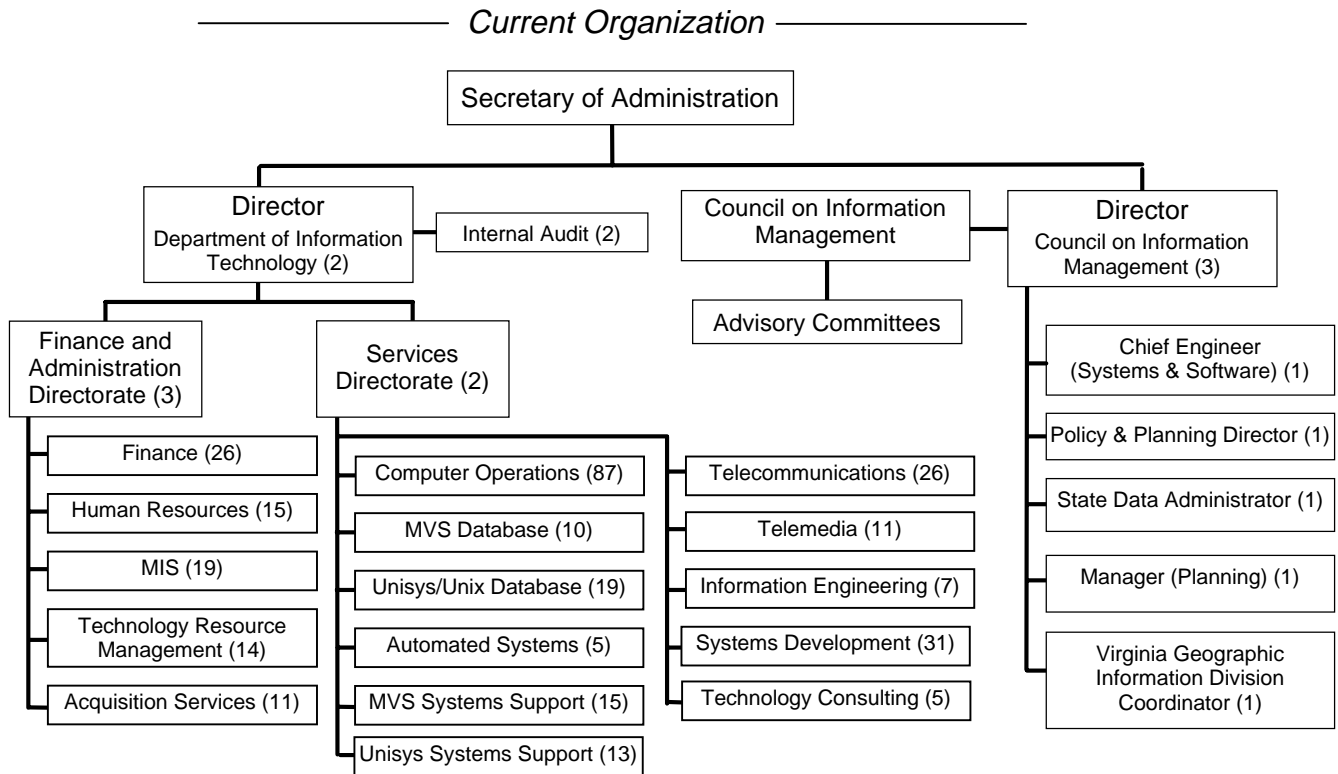 Current Organization
Secretary of Administration
Director
Department of Information
Technology (2)
Internal Audit (2)
Council on Information
Management
Director
Council on Information
Management (3)
Advisory Committees
Finance and
Administration
Directorate (3)
Services
Directorate (2)
Finance (26)
Human Resources (15)
MIS (19)
Technology Resource
Management (14)
Acquisition Services (11)
Computer Operations (87)
MVS Database (10)
Unisys/Unix Database (19)
Automated Systems (5)
MVS Systems Support (15)
Unisys Systems Support (13)
Telecommunications (26)
Telemedia (11)
Information Engineering (7)
Systems Development (31)
Technology Consulting (5)
Chief Engineer
(Systems & Software) (1)
Policy & Planning Director (1)
State Data Administrator (1)
Manager (Planning) (1)
Virginia Geographic
Information Division
Coordinator (1)